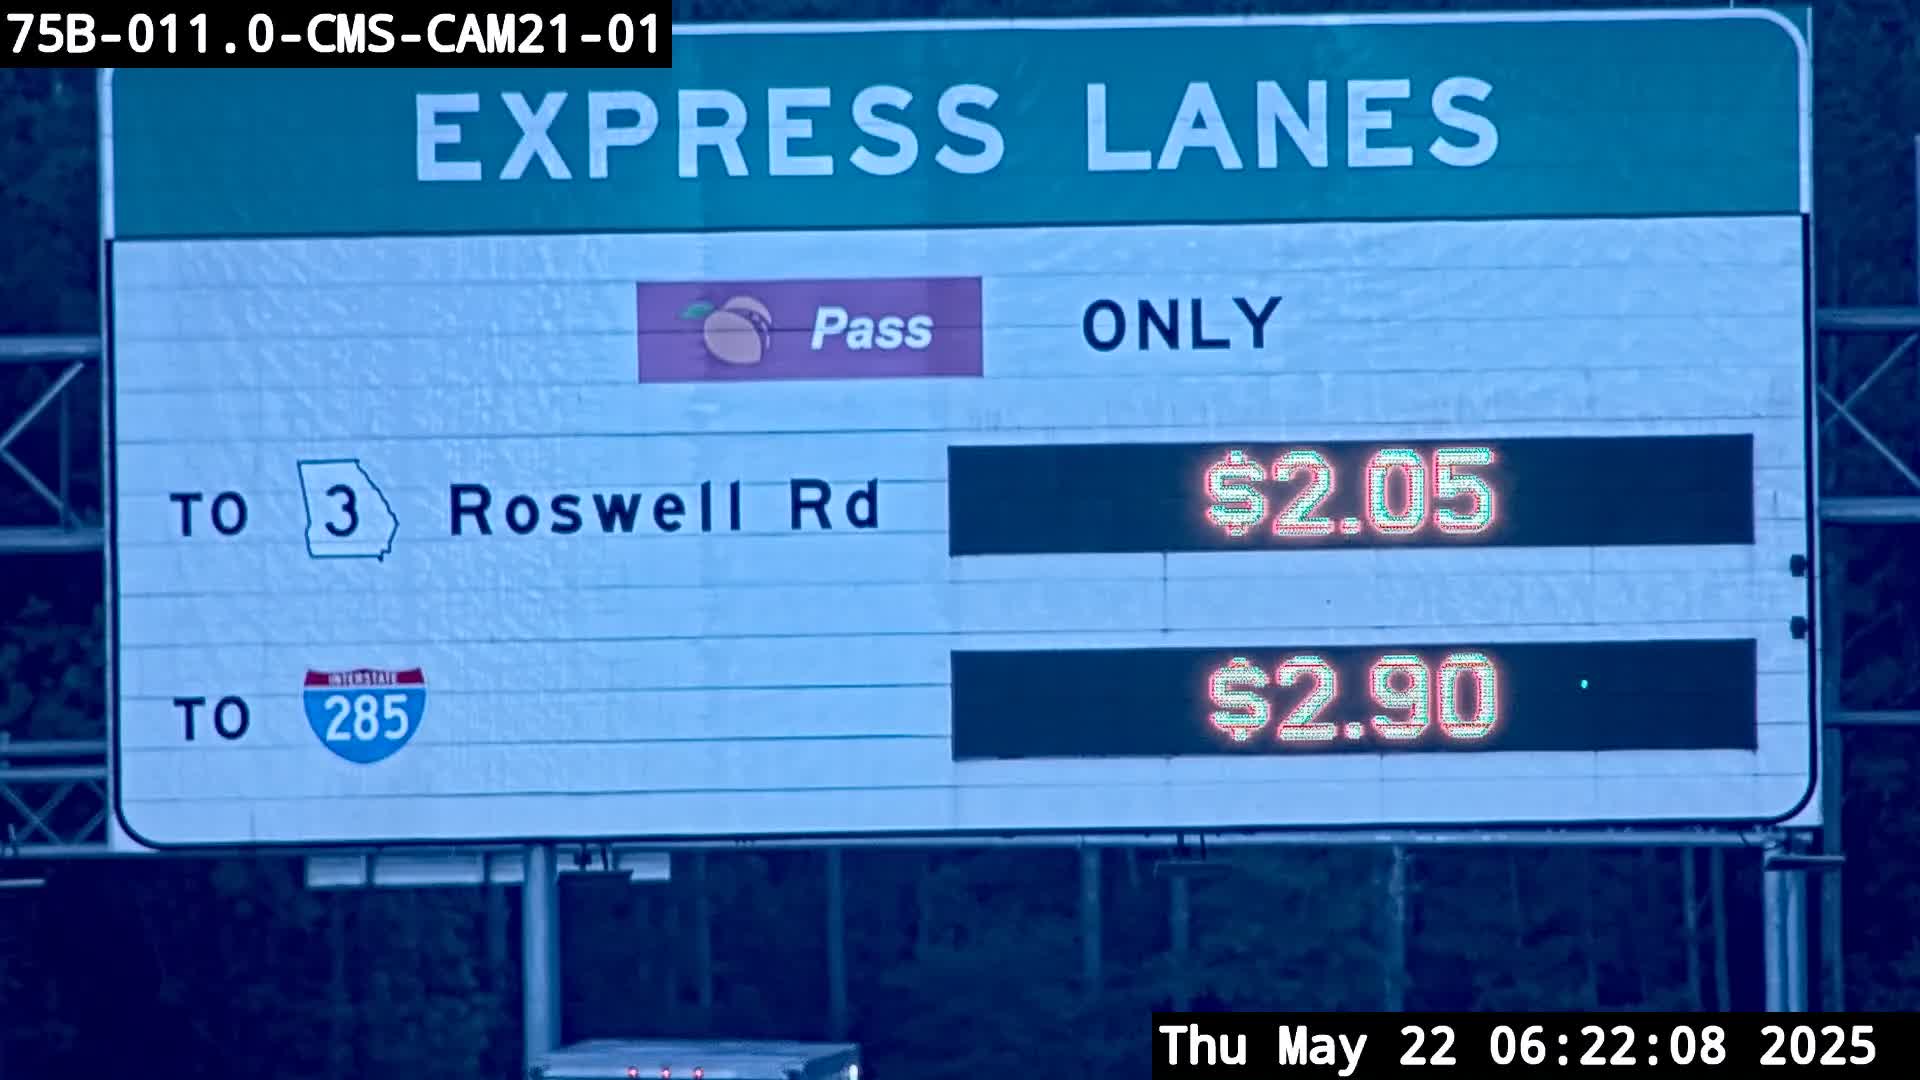 75B-011.0-CMS-CAM21-01
EXPRESS LANES
Pass ONLY
TO 3 Roswell Rd $2.05
TO INTERSTATE 285 $2.90
Thu May 22 06:22:08 2025